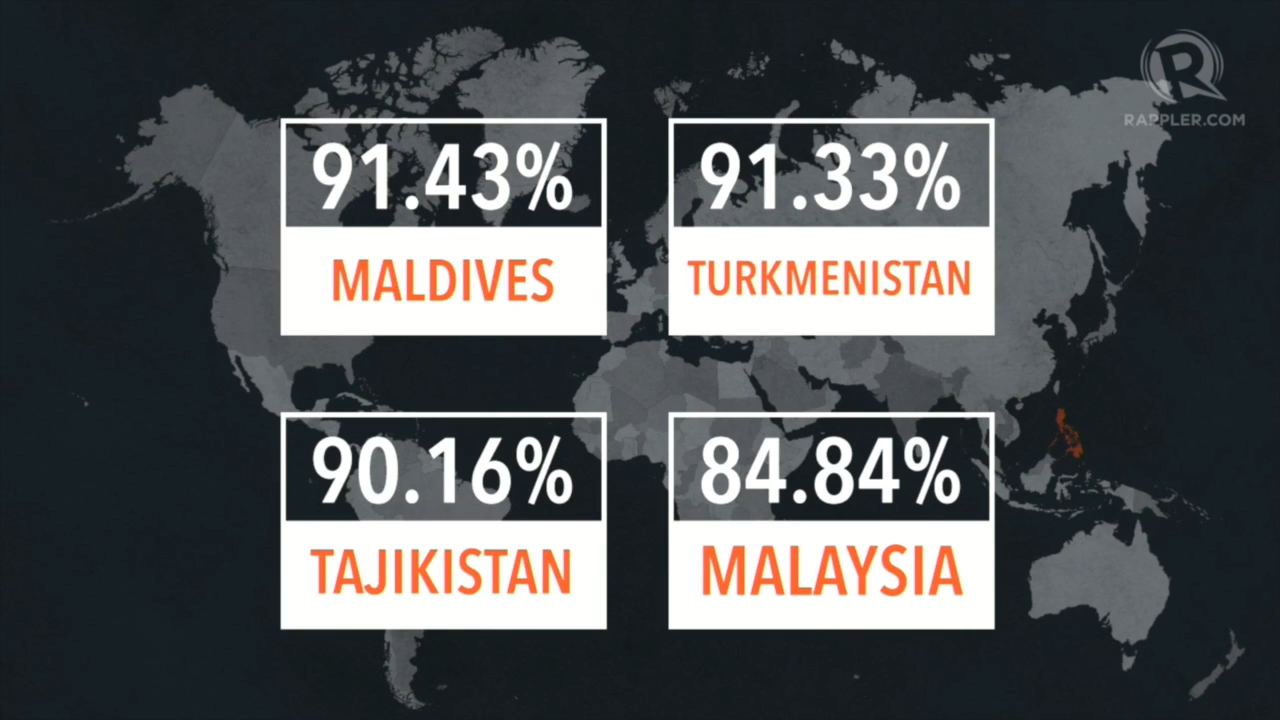 RAPPLER.COM
91.43%
MALDIVES
91.33%
TURKMENISTAN
90.16%
TAJIKISTAN
84.84%
MALAYSIA